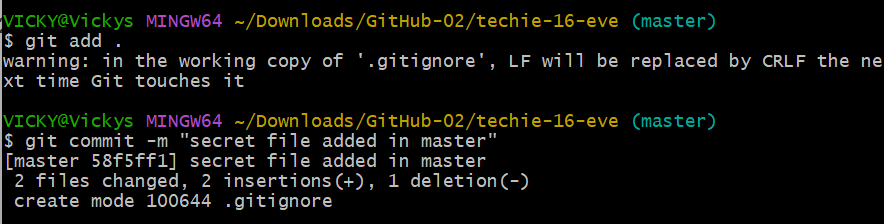 VICKY@Vickys MINGW64 ~/Downloads/GitHub-02/techie-16-eve (master)
$ git add .
warning: in the working copy of '.gitignore', LF will be replaced by CRLF the ne
xt time Git touches it
VICKY@Vickys MINGW64 ~/Downloads/GitHub-02/techie-16-eve (master)
$ git commit -m "secret file added in master"
[master 58f5ff1] secret file added in master
 2 files changed, 2 insertions(+), 1 deletion(-)
 create mode 100644 .gitignore